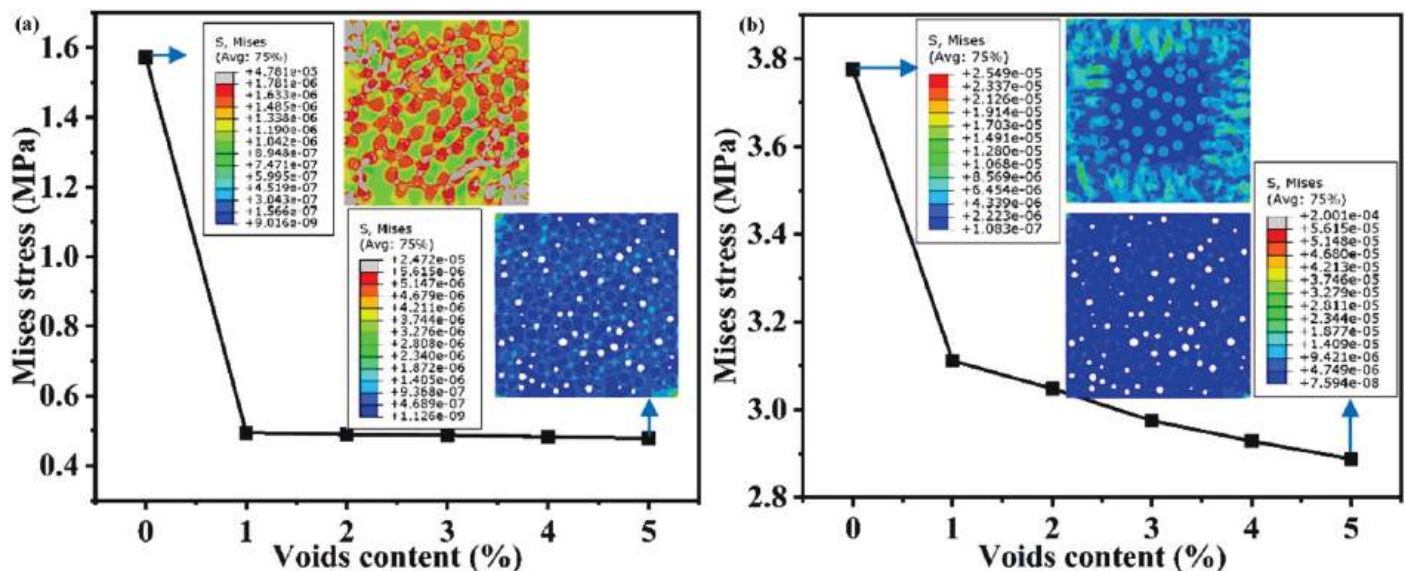 (a)
Mises stress (MPa)
1.6
1.4
1.2
1.0
0.8
0.6
0.4
0
1
2
3
4
5
Voids content (%)
S, Mises
(Avg: 75%)
+4.781e-05
+1.781e-06
+1.633e-06
+1.485e-06
+1.338e-06
+1.190e-06
+1.042e-06
+8.948e-07
+7.471e-07
+5.995e-07
+4.519e-07
+3.043e-07
+1.566e-07
+9.016e-09
S, Mises
(Avg: 75%)
+2.472e-05
+5.615e-06
+5.147e-06
+4.679e-06
+4.211e-06
+3.744e-06
+3.276e-06
+2.808e-06
+2.340e-06
+1.872e-06
+1.405e-06
+9.368e-07
+4.689e-07
+1.126e-09
(b)
Mises stress (MPa)
3.8
3.6
3.4
3.2
3.0
2.8
0
1
2
3
4
5
Voids content (%)
S, Mises
(Avg: 75%)
+2.549e-05
+2.337e-05
+2.126e-05
+1.914e-05
+1.703e-05
+1.491e-05
+1.280e-05
+1.068e-05
+8.569e-06
+6.454e-06
+4.339e-06
+2.223e-06
+1.083e-07
S, Mises
(Avg: 75%)
+2.001e-04
+5.615e-05
+5.148e-05
+4.680e-05
+4.213e-05
+3.746e-05
+3.279e-05
+2.811e-05
+2.344e-05
+1.877e-05
+1.409e-05
+9.421e-06
+4.749e-06
+7.594e-08